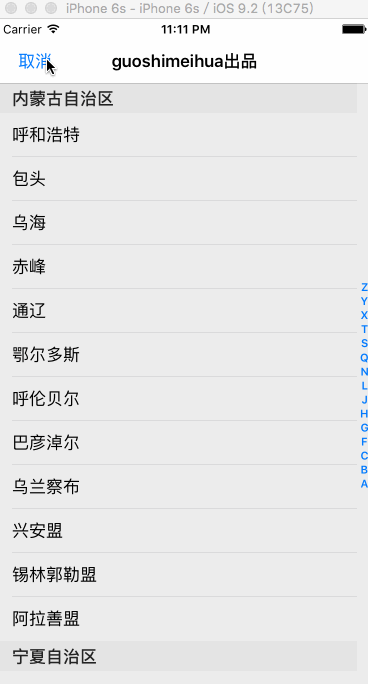 iPhone 6s - iPhone 6s / iOS 9.2 (13C75)
Carrier 11:11 PM
取消 guoshimeihua出品
内蒙古自治区
呼和浩特
包头
乌海
赤峰
通辽
鄂尔多斯
呼伦贝尔
巴彦淖尔
乌兰察布
兴安盟
锡林郭勒盟
阿拉善盟
宁夏自治区
Z
Y
X
T
S
Q
N
L
J
H
G
F
C
B
A